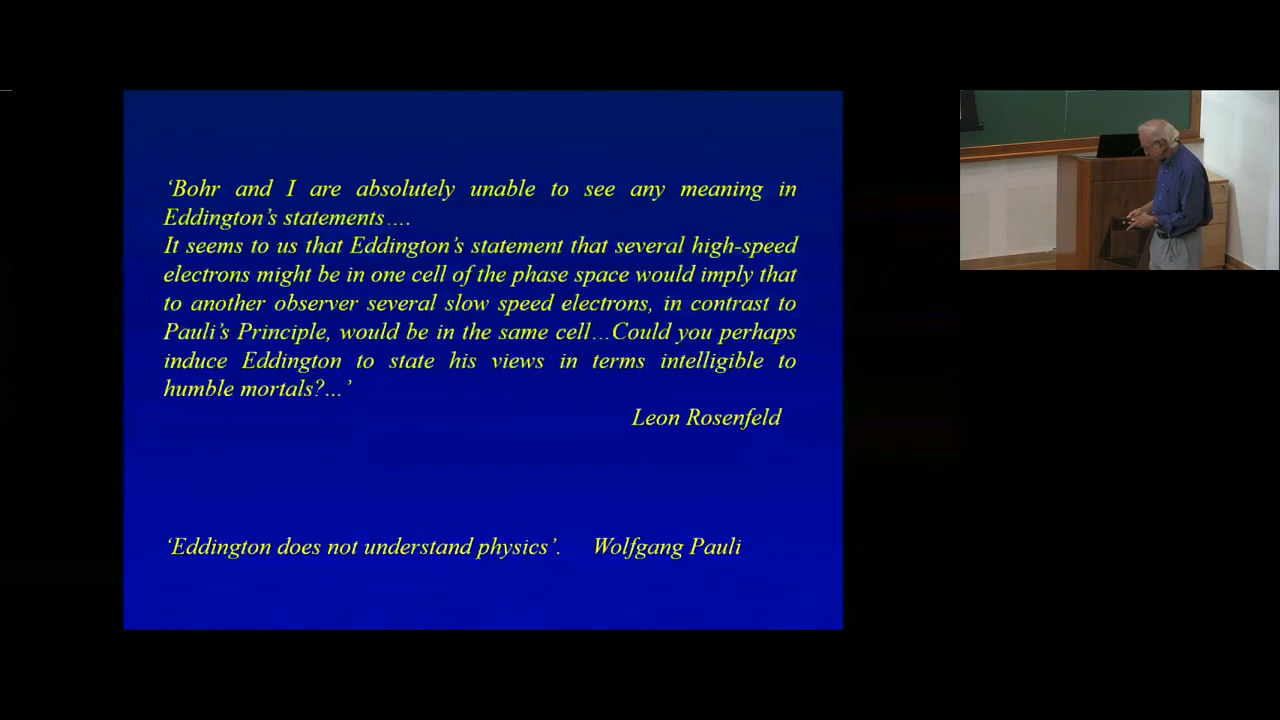 ‘Bohr and I are absolutely unable to see any meaning in
Eddington’s statements….
It seems to us that Eddington’s statement that several high-speed
electrons might be in one cell of the phase space would imply that
to another observer several slow speed electrons, in contrast to
Pauli’s Principle, would be in the same cell…Could you perhaps
induce Eddington to state his views in terms intelligible to
humble mortals?…’
Leon Rosenfeld
‘Eddington does not understand physics’. Wolfgang Pauli